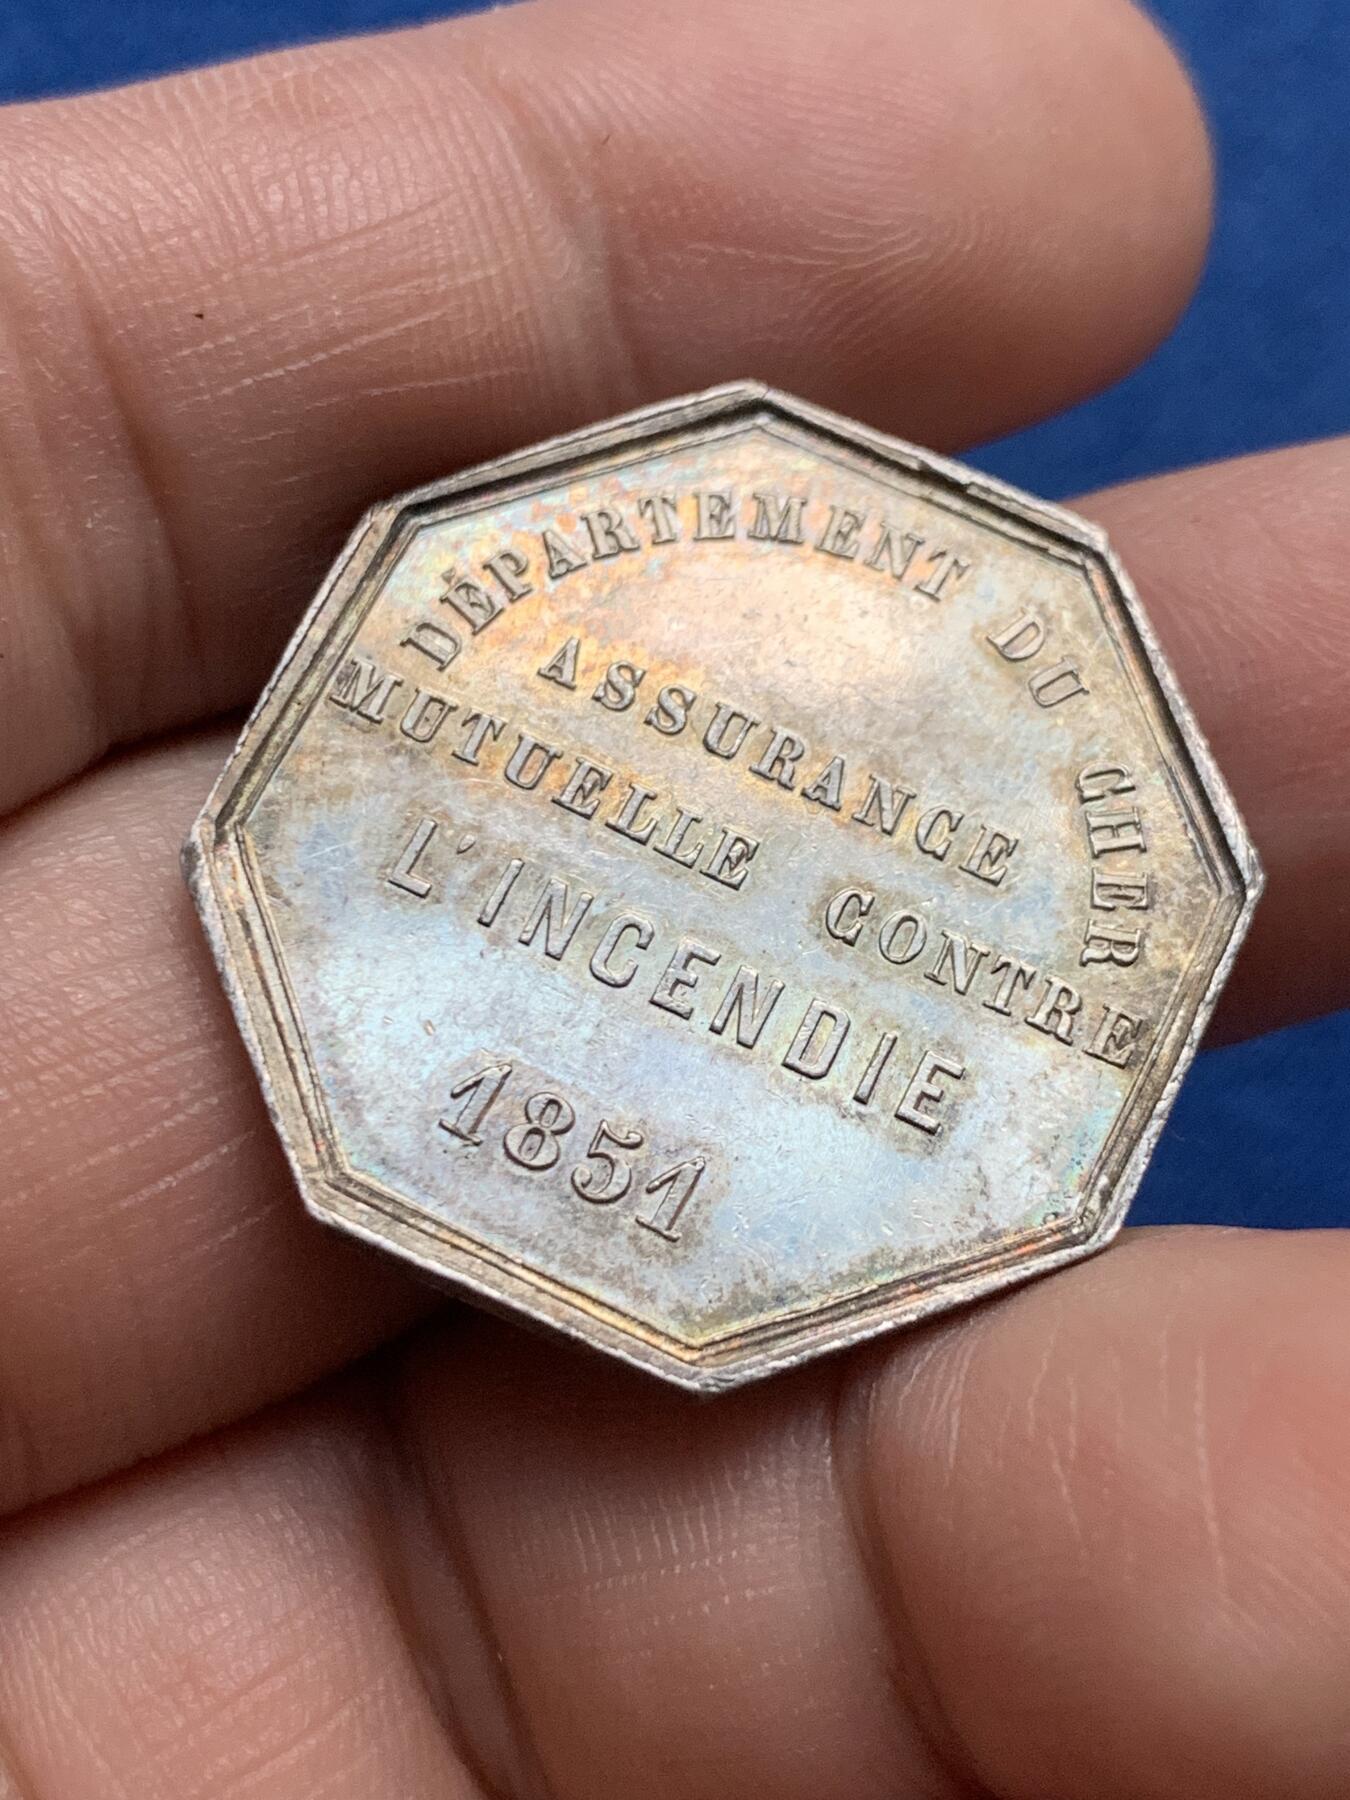 DÉPARTEMENT DU CHER
ASSURANCE
MUTUELLE CONTRE
L'INCENDIE
1851